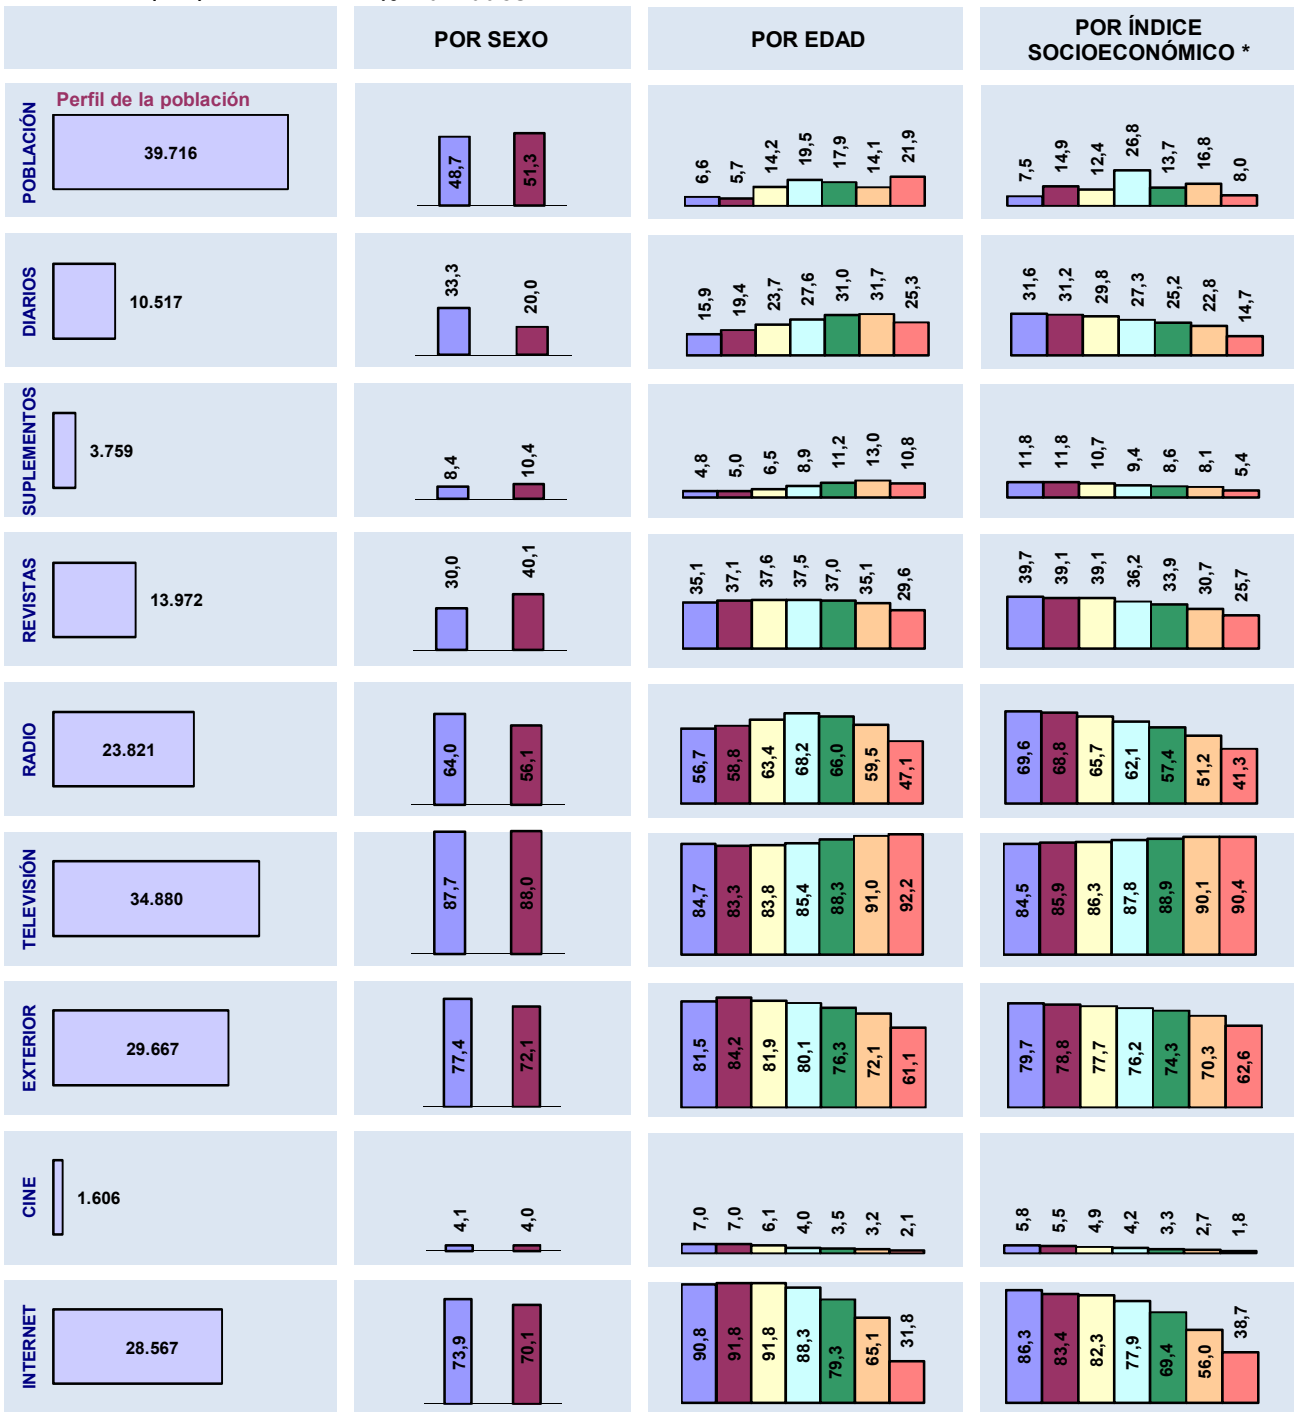 POR SEXO
POR EDAD
POR ÍNDICE
SOCIOECONÓMICO *
POBLACIÓN
Perfil de la población
39.716
48,7 51,3
6,6 5,7 14,2 19,5 17,9 14,1 21,9
7,5 14,9 12,4 26,8 13,7 16,8 8,0
DIARIOS
10.517
33,3 20,0
15,9 19,4 23,7 27,6 31,0 31,7 25,3
31,6 31,2 29,8 27,3 25,2 22,8 14,7
SUPLEMENTOS
3.759
8,4 10,4
4,8 5,0 6,5 8,9 11,2 13,0 10,8
11,8 11,8 10,7 9,4 8,6 8,1 5,4
REVISTAS
13.972
30,0 40,1
35,1 37,1 37,6 37,5 37,0 35,1 29,6
39,7 39,1 39,1 36,2 33,9 30,7 25,7
RADIO
23.821
64,0 56,1
56,7 58,8 63,4 68,2 66,0 59,5 47,1
69,6 68,8 65,7 62,1 57,4 51,2 41,3
TELEVISIÓN
34.880
87,7 88,0
84,7 83,3 83,8 85,4 88,3 91,0 92,2
84,5 85,9 86,3 87,8 88,9 90,1 90,4
EXTERIOR
29.667
77,4 72,1
81,5 84,2 81,9 80,1 76,3 72,1 61,1
79,7 78,8 77,7 76,2 74,3 70,3 62,6
CINE
1.606
4,1 4,0
7,0 7,0 6,1 4,0 3,5 3,2 2,1
5,8 5,5 4,9 4,2 3,3 2,7 1,8
INTERNET
28.567
73,9 70,1
90,8 91,8 91,8 88,3 79,3 65,1 31,8
86,3 83,4 82,3 77,9 69,4 56,0 38,7